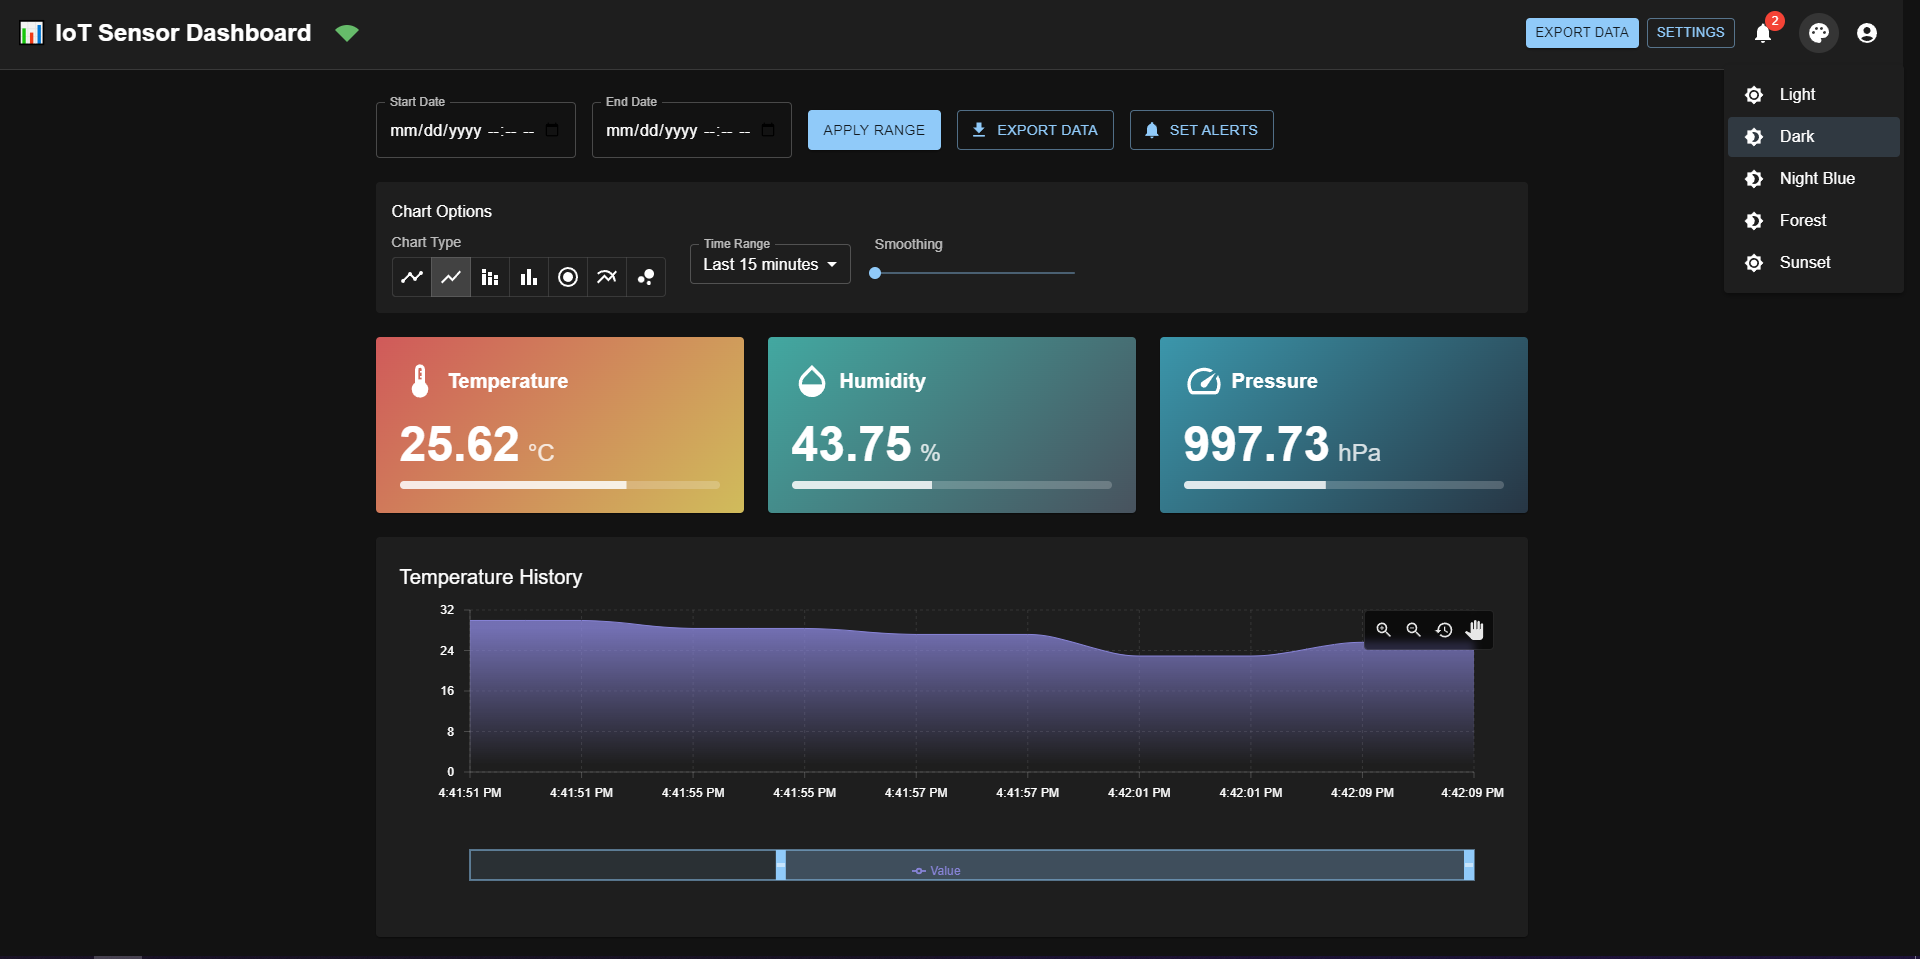 IoT Sensor Dashboard
EXPORT DATA
SETTINGS
2
Light
Dark
Night Blue
Forest
Sunset
Start Date
mm/dd/yyyy --:-- --
End Date
mm/dd/yyyy --:-- --
APPLY RANGE
EXPORT DATA
SET ALERTS
Chart Options
Chart Type
Time Range
Last 15 minutes
Smoothing
Temperature
25.62 °C
Humidity
43.75 %
Pressure
997.73 hPa
Temperature History
32
24
16
8
0
4:41:51 PM
4:41:51 PM
4:41:55 PM
4:41:55 PM
4:41:57 PM
4:41:57 PM
4:42:01 PM
4:42:01 PM
4:42:09 PM
4:42:09 PM
Value